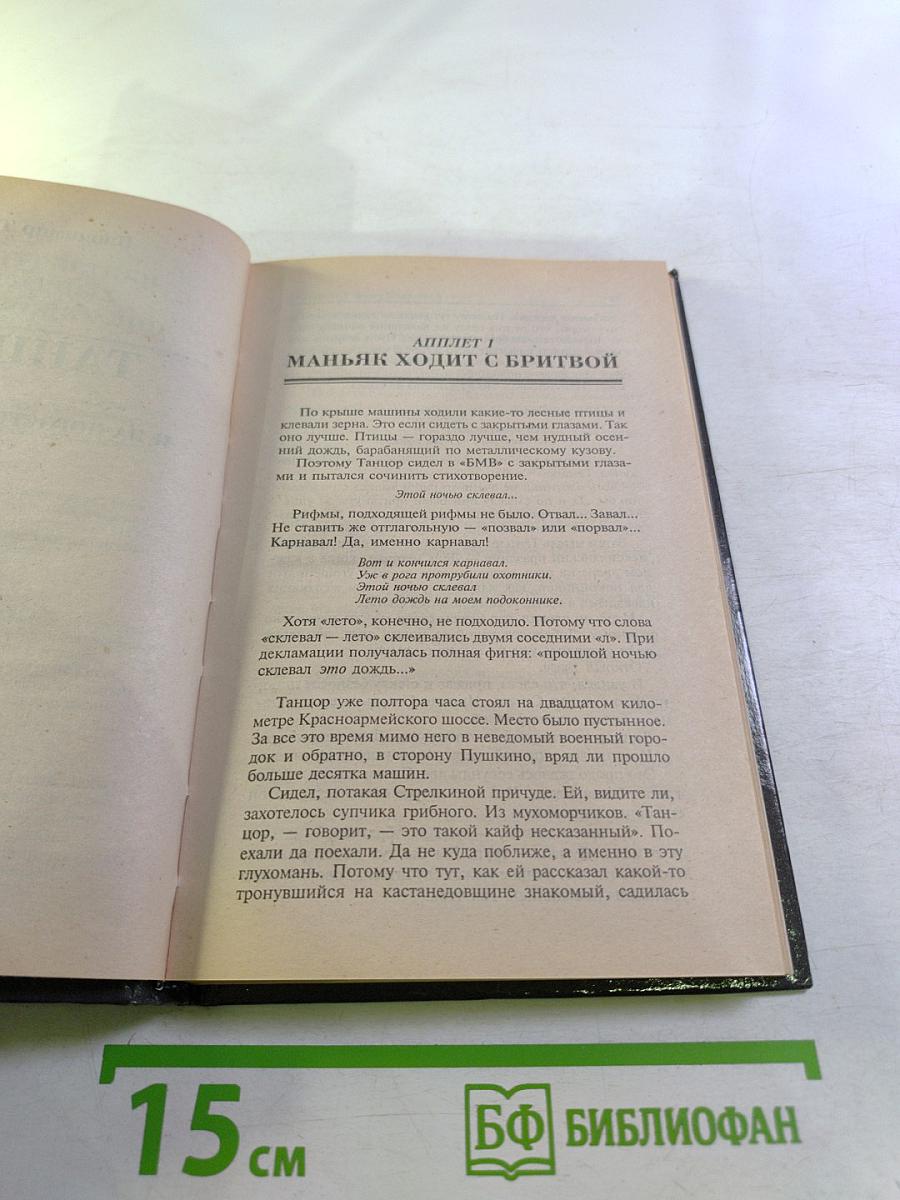 АППЛЕТ 1
МАНЬЯК ХОДИТ С БРИТВОЙ
По крыше машины ходили какие-то лесные птицы и
клевали зерна. Это если сидеть с закрытыми глазами. Так
оно лучше. Птицы — гораздо лучше, чем нудный осен-
ний дождь, барабанящий по металлическому кузову.
Поэтому Танцор сидел в «БМВ» с закрытыми глаза-
ми и пытался сочинить стихотворение.
Этой ночью склевал...
Рифмы, подходящей рифмы не было. Отвал... Завал...
Не ставить же отглагольную — «позвал» или «порвал»...
Карнавал! Да, именно карнавал!
Вот и кончился карнавал.
Уж в рога протрубили охотники.
Этой ночью склевал
Лето дождь на моем подоконнике.
Хотя «лето», конечно, не подходило. Потому что слова
«склевал — лето» склеивались двумя соседними «л». При
декламации получалась полная фигня: «прошлой ночью
склевал это дождь...»
Танцор уже полтора часа стоял на двадцатом кило-
метре Красноармейского шоссе. Место было пустынное.
За все это время мимо него в неведомый военный горо-
док и обратно, в сторону Пушкино, вряд ли прошло
больше десятка машин.
Сидел, потакая Стрелкиной причуде. Ей, видите ли,
захотелось супчика грибного. Из мухоморчиков. «Тан-
цор, — говорит, — это такой кайф несказанный». По-
ехали да поехали. Да не куда поближе, а именно в эту
глухомань. Потому что тут, как ей рассказал какой-то
тронувшийся на кастанедовщине знакомый, садилась
15 см
БФ БИБЛИОФАН